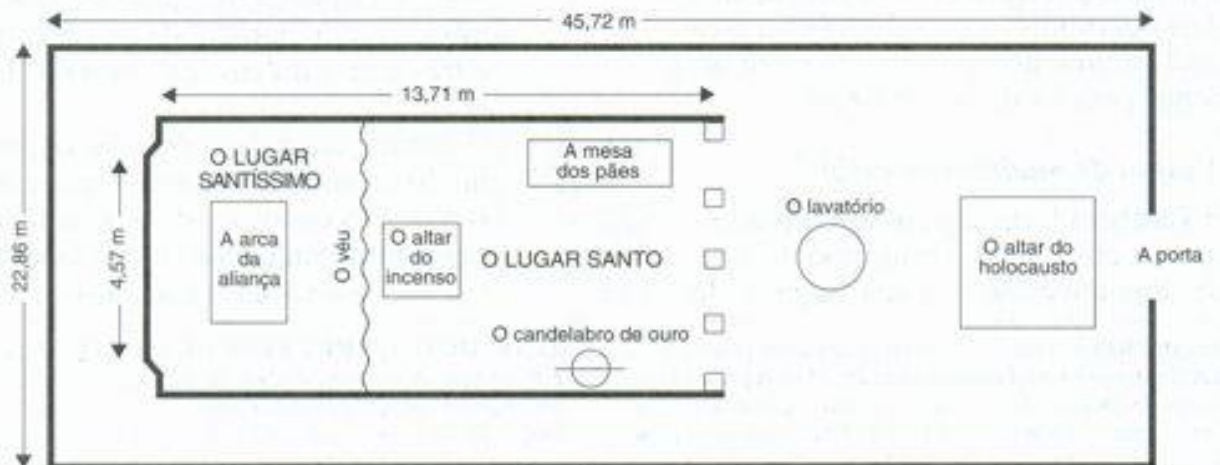 45,72 m
13,71 m
22,86 m
4,57 m
O LUGAR
SANTÍSSIMO
A arca
da
aliança
O véu
O altar
do
incenso
A mesa
dos pães
O LUGAR SANTO
O candelabro de ouro
O lavatório
O altar do
holocausto
A porta